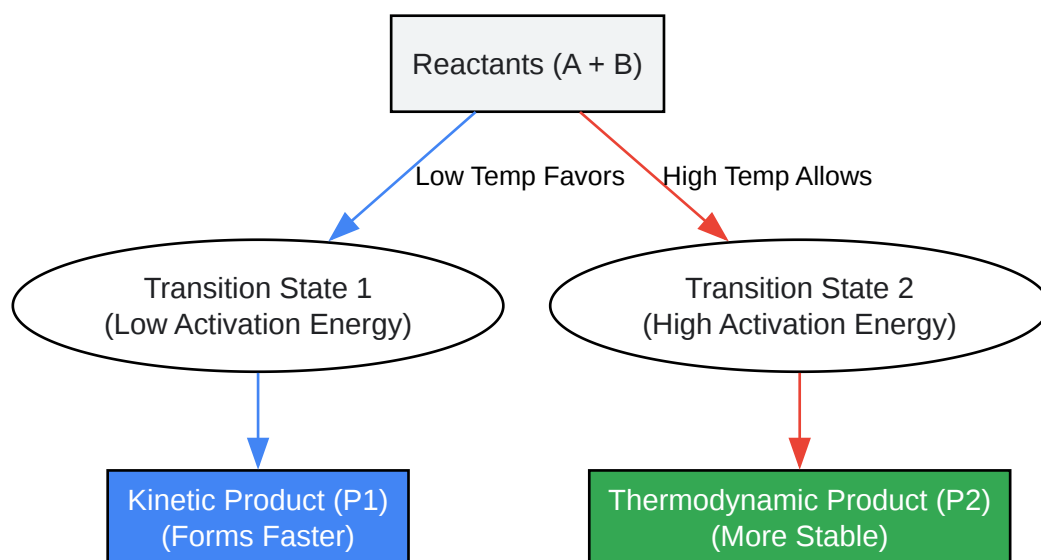 Reactants (A + B)
Low Temp Favors
High Temp Allows
Transition State 1
(Low Activation Energy)
Transition State 2
(High Activation Energy)
Kinetic Product (P1)
(Forms Faster)
Thermodynamic Product (P2)
(More Stable)